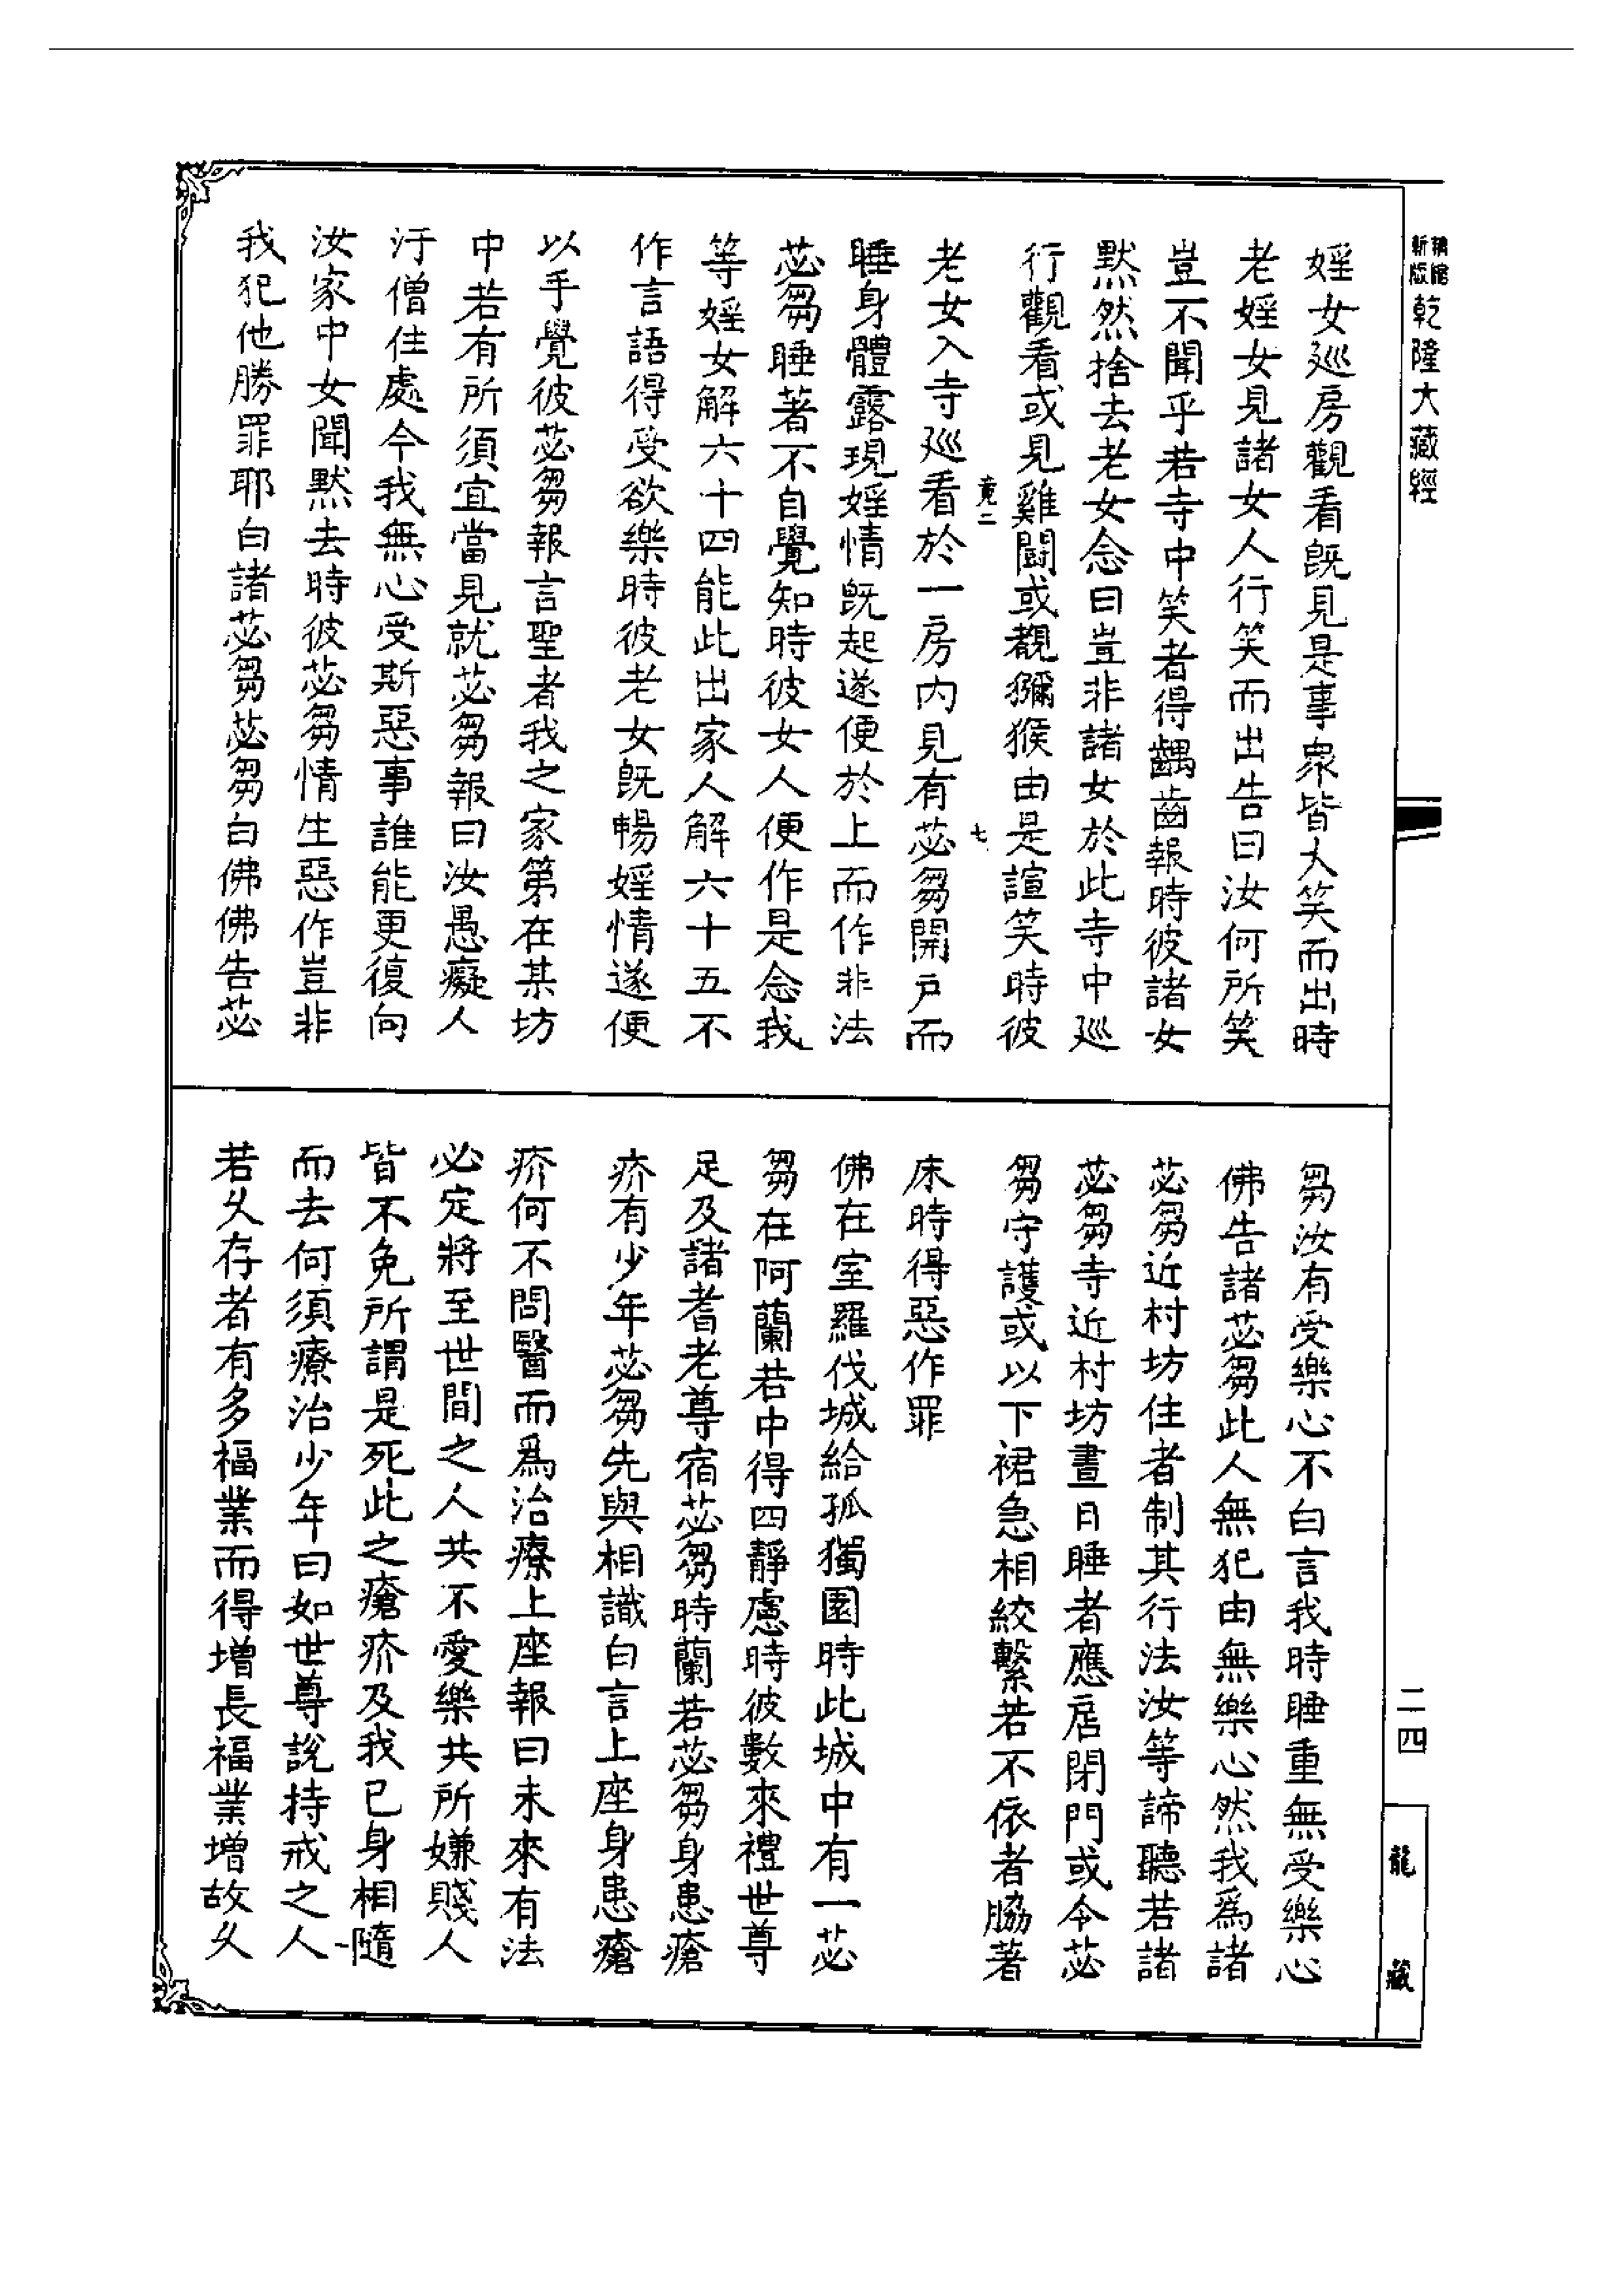 乾隆大藏經
婬女廵房觀看旣見是事衆皆大笑而出時
老婬女見諸女人行笑而出告曰汝何所笑
豈不聞乎若寺中笑者得齲齒報時彼諸女
黙然捨去老女念曰豈非諸女於此寺中廵
行觀看或見雞鬪或覩獼猴由是諠笑時彼
老女入寺廵看於一房内見有苾芻開戸而
睡身體露現婬情旣起遂便於上而作非法
苾芻睡著不自覺知時彼女人便作是念我
等婬女解六十四能此出家人解六十五不
作言語得受欲樂時彼老女旣暢婬情遂便
以手覺彼苾芻報言聖者我之家第在某坊
中若有所須宜當見就苾芻報曰汝愚癡人
汙僧住處今我無心受斯惡事誰能更復向
汝家中女聞黙去時彼苾芻情生惡作豈非
我犯他勝罪耶白諸苾芻苾芻白佛佛告苾
芻汝有受樂心不白言我時睡重無受樂心
佛告諸苾芻此人無犯由無樂心然我爲諸
苾芻近村坊住者制其行法汝等諦聽若諸
苾芻寺近村坊晝日睡者應扂閉門或令苾
芻守護或以下裙急相絞繫若不依者脇著
床時得惡作罪
佛在室羅伐城給孤獨園時此城中有一苾
芻在阿蘭若中得四靜慮時彼數來禮世尊
足及諸耆老尊宿苾芻時蘭若苾芻身患瘡
疥有少年苾芻先與相識白言上座身患瘡
疥何不問醫而爲治療上座報曰未來有法
必定將至世間之人共不愛樂共所嫌賤人
皆不免所謂是死此之瘡疥及我已身相隨
而去何須療治少年曰如世尊說持戒之人
若乆存者有多福業而得增長福業增故乆
二四
龍藏